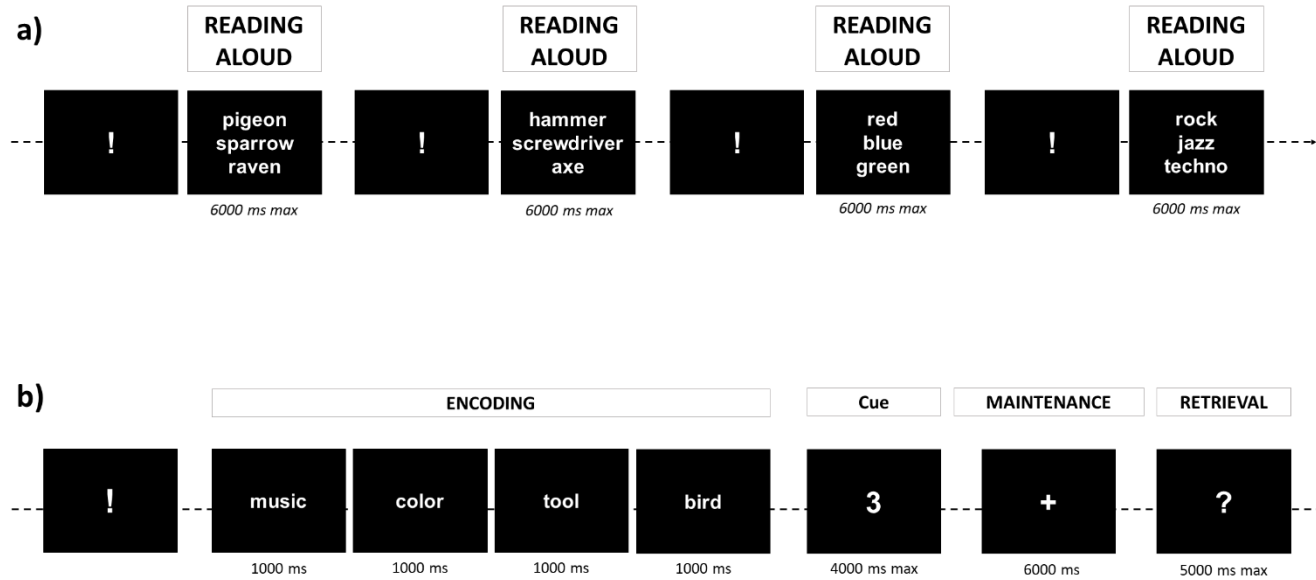 a)
READING
ALOUD
READING
ALOUD
READING
ALOUD
READING
ALOUD
!
pigeon
sparrow
raven
!
hammer
screwdriver
axe
!
red
blue
green
!
rock
jazz
techno
6000 ms max
6000 ms max
6000 ms max
6000 ms max
b)
ENCODING
Cue
MAINTENANCE
RETRIEVAL
!
music
color
tool
bird
3
+
?
1000 ms
1000 ms
1000 ms
1000 ms
4000 ms max
6000 ms
5000 ms max